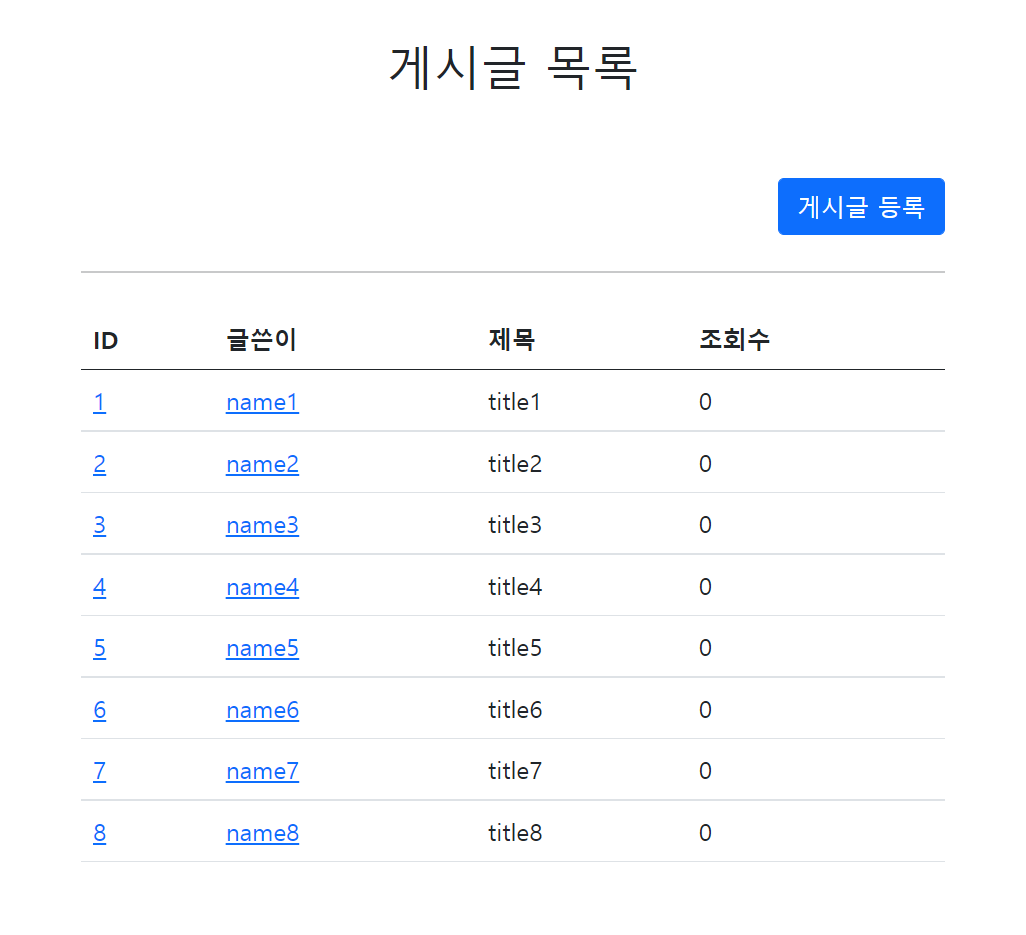 게시글 목록
게시글 등록
ID 글쓴이 제목 조회수
1 name1 title1 0
2 name2 title2 0
3 name3 title3 0
4 name4 title4 0
5 name5 title5 0
6 name6 title6 0
7 name7 title7 0
8 name8 title8 0